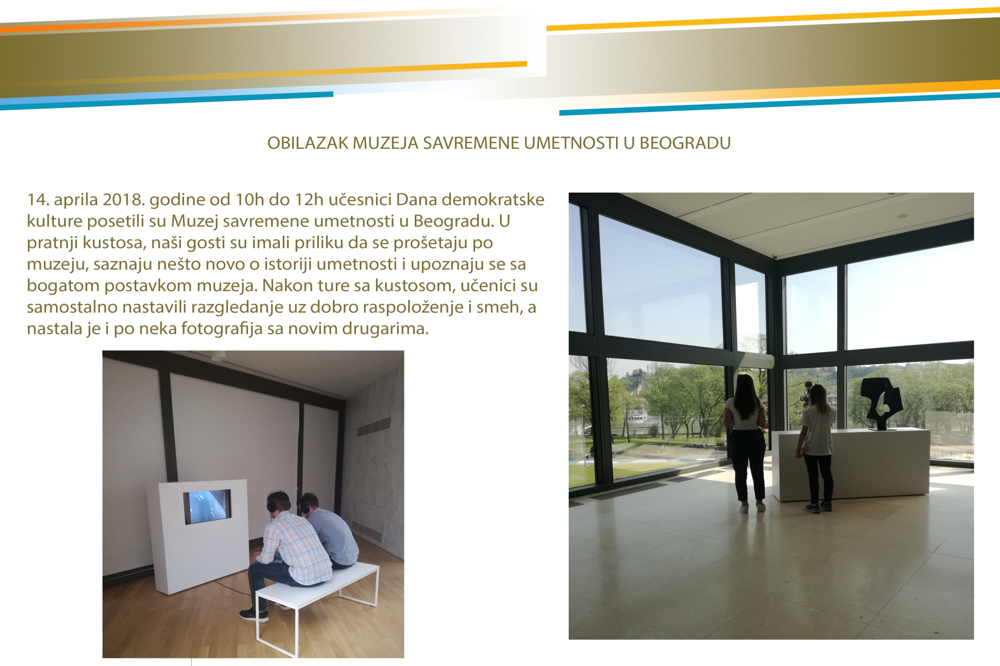 OBILAZAK MUZEJA SAVREMENE UMETNOSTI U BEOGRADU
14. aprila 2018. godine od 10h do 12h učesnici Dana demokratske
kulture posetili su Muzej savremene umetnosti u Beogradu. U
pratnji kustosa, naši gosti su imali priliku da se prošetaju po
muzeju, saznaju nešto novo o istoriji umetnosti i upoznaju se sa
bogatom postavkom muzeja. Nakon ture sa kustosom, učenici su
samostalno nastavili razgledanje uz dobro raspoloženje i smeh, a
nastala je i po neka fotografija sa novim drugarima.